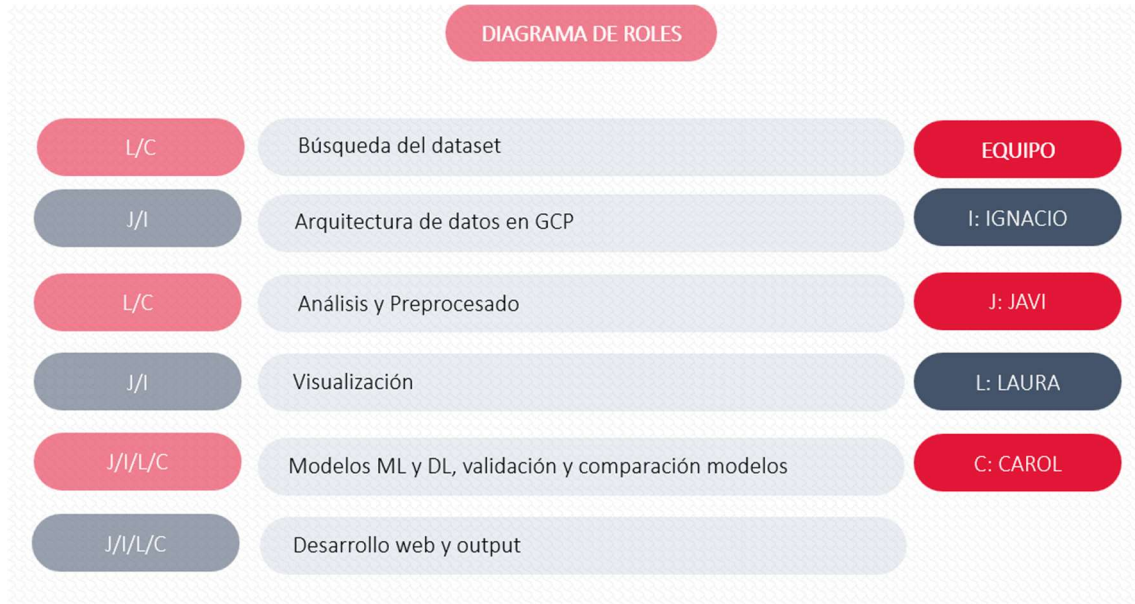 DIAGRAMA DE ROLES
L/C
Búsqueda del dataset
EQUIPO
J/I
Arquitectura de datos en GCP
I: IGNACIO
L/C
Análisis y Preprocesado
J: JAVI
J/I
Visualización
L: LAURA
J/I/L/C
Modelos ML y DL, validación y comparación modelos
C: CAROL
J/I/L/C
Desarrollo web y output